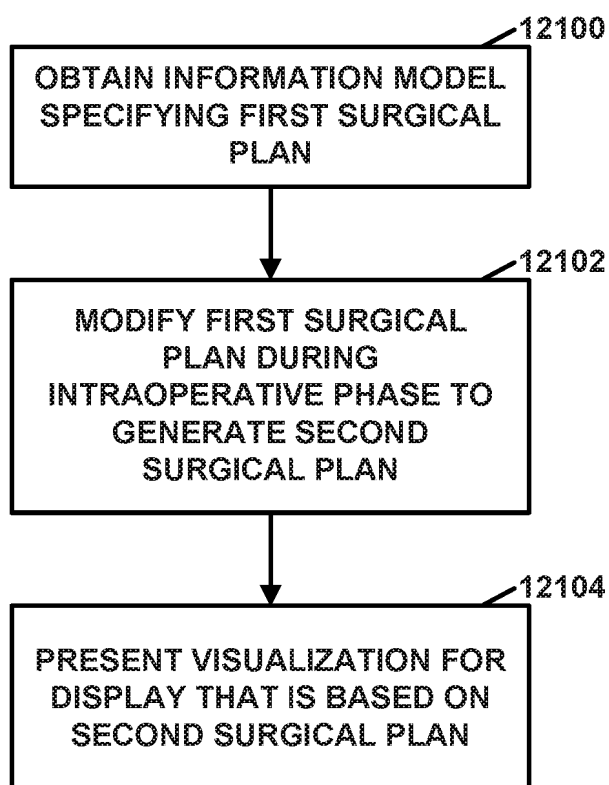 12100
OBTAIN INFORMATION MODEL
SPECIFYING FIRST SURGICAL
PLAN
12102
MODIFY FIRST SURGICAL
PLAN DURING
INTRAOPERATIVE PHASE TO
GENERATE SECOND
SURGICAL PLAN
12104
PRESENT VISUALIZATION FOR
DISPLAY THAT IS BASED ON
SECOND SURGICAL PLAN